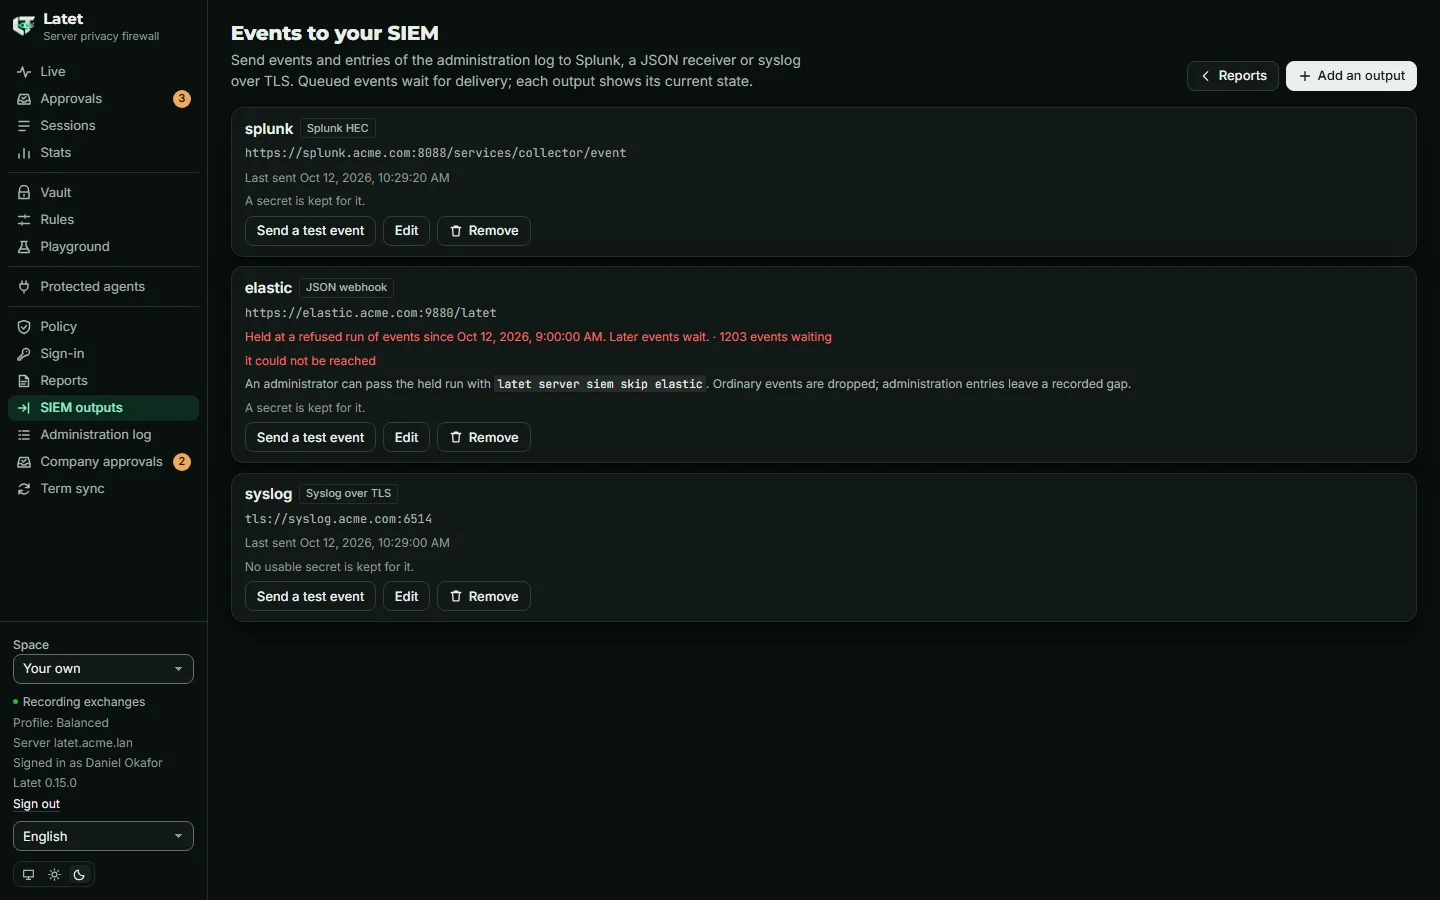 Latet
Server privacy firewall
Live
Approvals 3
Sessions
Stats
Vault
Rules
Playground
Protected agents
Policy
Sign-in
Reports
SIEM outputs
Administration log
Company approvals 2
Term sync
Space
Your own
Recording exchanges
Profile: Balanced
Server latet.acme.lan
Signed in as Daniel Okafor
Latet 0.15.0
Sign out
English
Events to your SIEM
Send events and entries of the administration log to Splunk, a JSON receiver or syslog
over TLS. Queued events wait for delivery; each output shows its current state.
Reports
Add an output
splunk Splunk HEC
https://splunk.acme.com:8088/services/collector/event
Last sent Oct 12, 2026, 10:29:20 AM
A secret is kept for it.
Send a test event Edit Remove
elastic JSON webhook
https://elastic.acme.com:9880/latet
Held at a refused run of events since Oct 12, 2026, 9:00:00 AM. Later events wait. · 1203 events waiting
it could not be reached
An administrator can pass the held run with latet server siem skip elastic. Ordinary events are dropped; administration entries leave a recorded gap.
A secret is kept for it.
Send a test event Edit Remove
syslog Syslog over TLS
tls://syslog.acme.com:6514
Last sent Oct 12, 2026, 10:29:00 AM
No usable secret is kept for it.
Send a test event Edit Remove